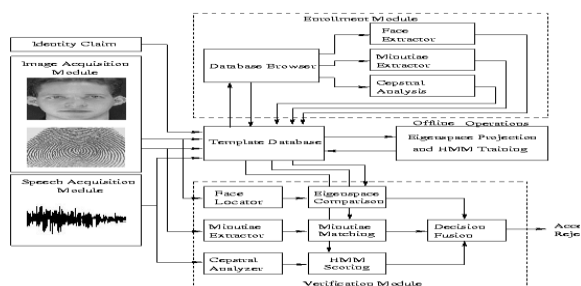 Enrollment Module
Identity Claim
Image Acquisition
Module
Speech Acquisition
Module
Database Browser
Face
Extractor
Minutiae
Extractor
Cepstral
Analysis
Template Database
Offline Operations
Eigenspace Projection
and HMM Training
Face
Locator
Eigenspace
Comparison
Minutiae
Extractor
Minutiae
Matching
Decision
Fusion
Cepstral
Analyzer
HMM
Scoring
Verification Module
Acce
Reje